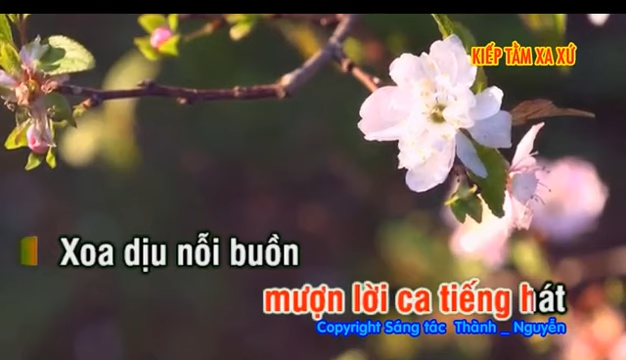 KIẾP TẰM XA XỨ
Xoa dịu nỗi buồn
mượn lời ca tiếng hát
Copyright Sáng tác Thành _ Nguyễn